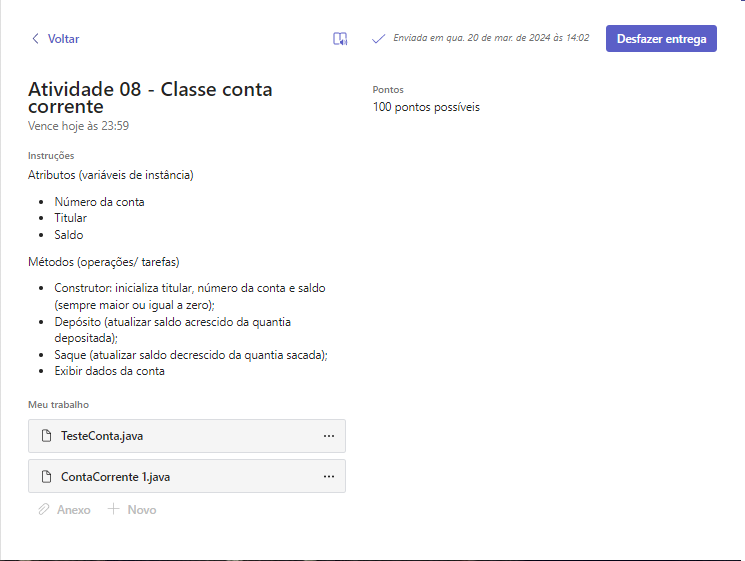 Voltar
Enviada em qua. 20 de mar. de 2024 às 14:02
Desfazer entrega
Atividade 08 - Classe conta
corrente
Vence hoje às 23:59
Pontos
100 pontos possíveis
Instruções
Atributos (variáveis de instância)
Número da conta
Titular
Saldo
Métodos (operações/ tarefas)
Construtor: inicializa titular, número da conta e saldo
(sempre maior ou igual a zero);
Depósito (atualizar saldo acrescido da quantia
depositada);
Saque (atualizar saldo decrescido da quantia sacada);
Exibir dados da conta
Meu trabalho
TesteConta.java
ContaCorrente 1.java
Anexo
Novo